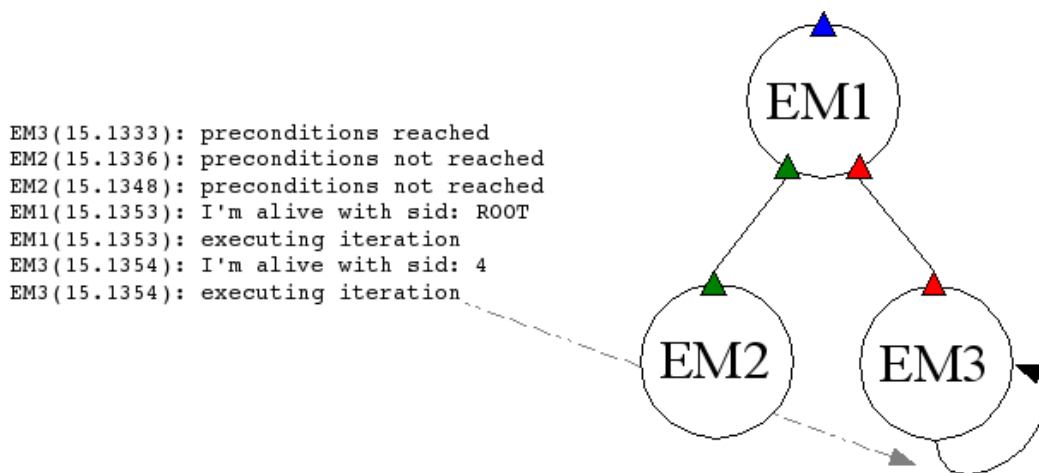 EM3(15.1333): preconditions reached
EM2(15.1336): preconditions not reached
EM2(15.1348): preconditions not reached
EM1(15.1353): I'm alive with sid: ROOT
EM1(15.1353): executing iteration
EM3(15.1354): I'm alive with sid: 4
EM3(15.1354): executing iteration
EM1
EM2
EM3